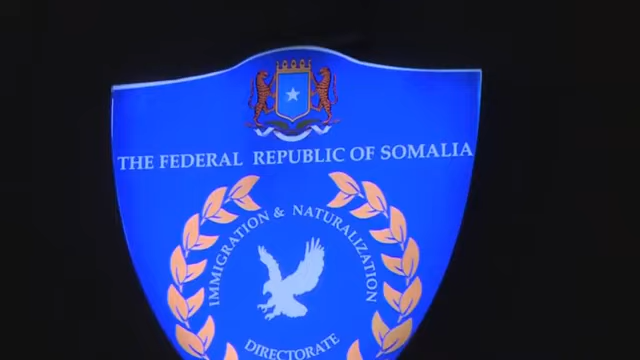 THE FEDERAL REPUBLIC OF SOMALIA
IMMIGRATION & NATURALIZATION
DIRECTORATE